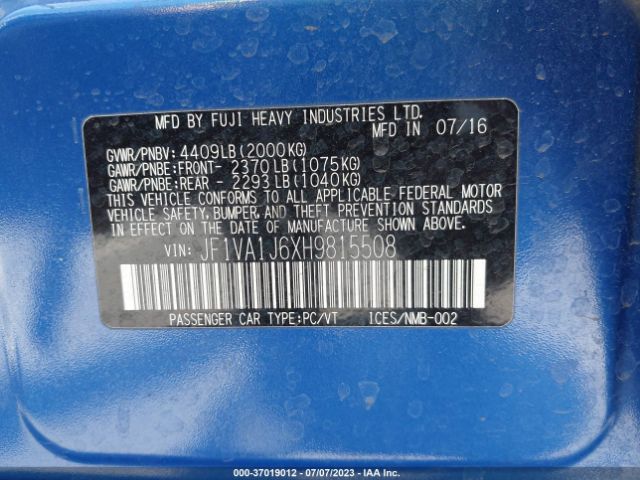 MFD BY FUJI HEAVY INDUSTRIES LTD.
MFD IN 07/16
GVWR/PNBV: 4409LB(2000KG)
GAWR/PNBE:FRONT- 2370LB(1075KG)
GAWR/PNBE:REAR - 2293LB(1040KG)
THIS VEHICLE CONFORMS TO ALL APPLICABLE FEDERAL MOTOR
VEHICLE SAFETY, BUMPER, AND THEFT PREVENTION STANDARDS
IN EFFECT ON THE DATE OF MANUFACTURE SHOWN ABOVE.
VIN: JF1VA1J6XH9815508
PASSENGER CAR TYPE:PC/VT ICES/NMB-002
000-37019012 - 07/07/2023 - IAA Inc.